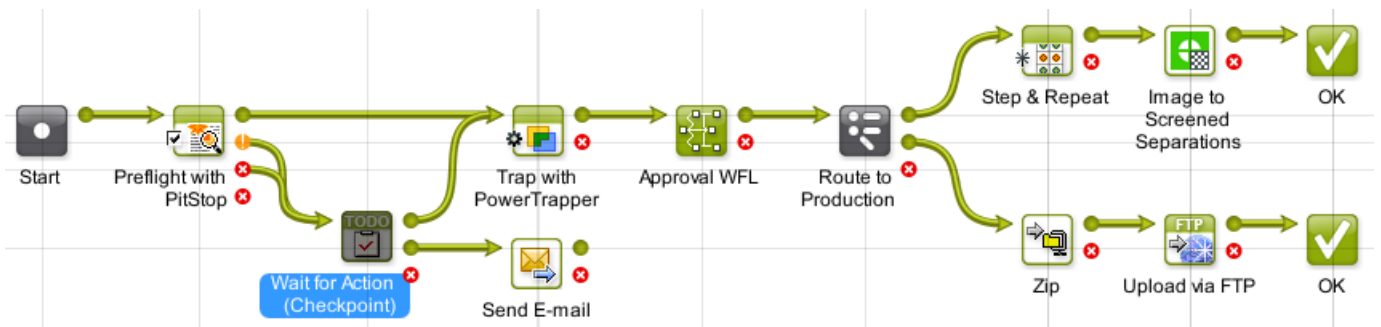 Step & Repeat
Image to
Screened
Separations
OK
Start
Preflight with
PitStop
Trap with
PowerTrapper
Approval WFL
Route to
Production
TODO
Wait for Action
(Checkpoint)
Send E-mail
FTP
Zip
Upload via FTP
OK